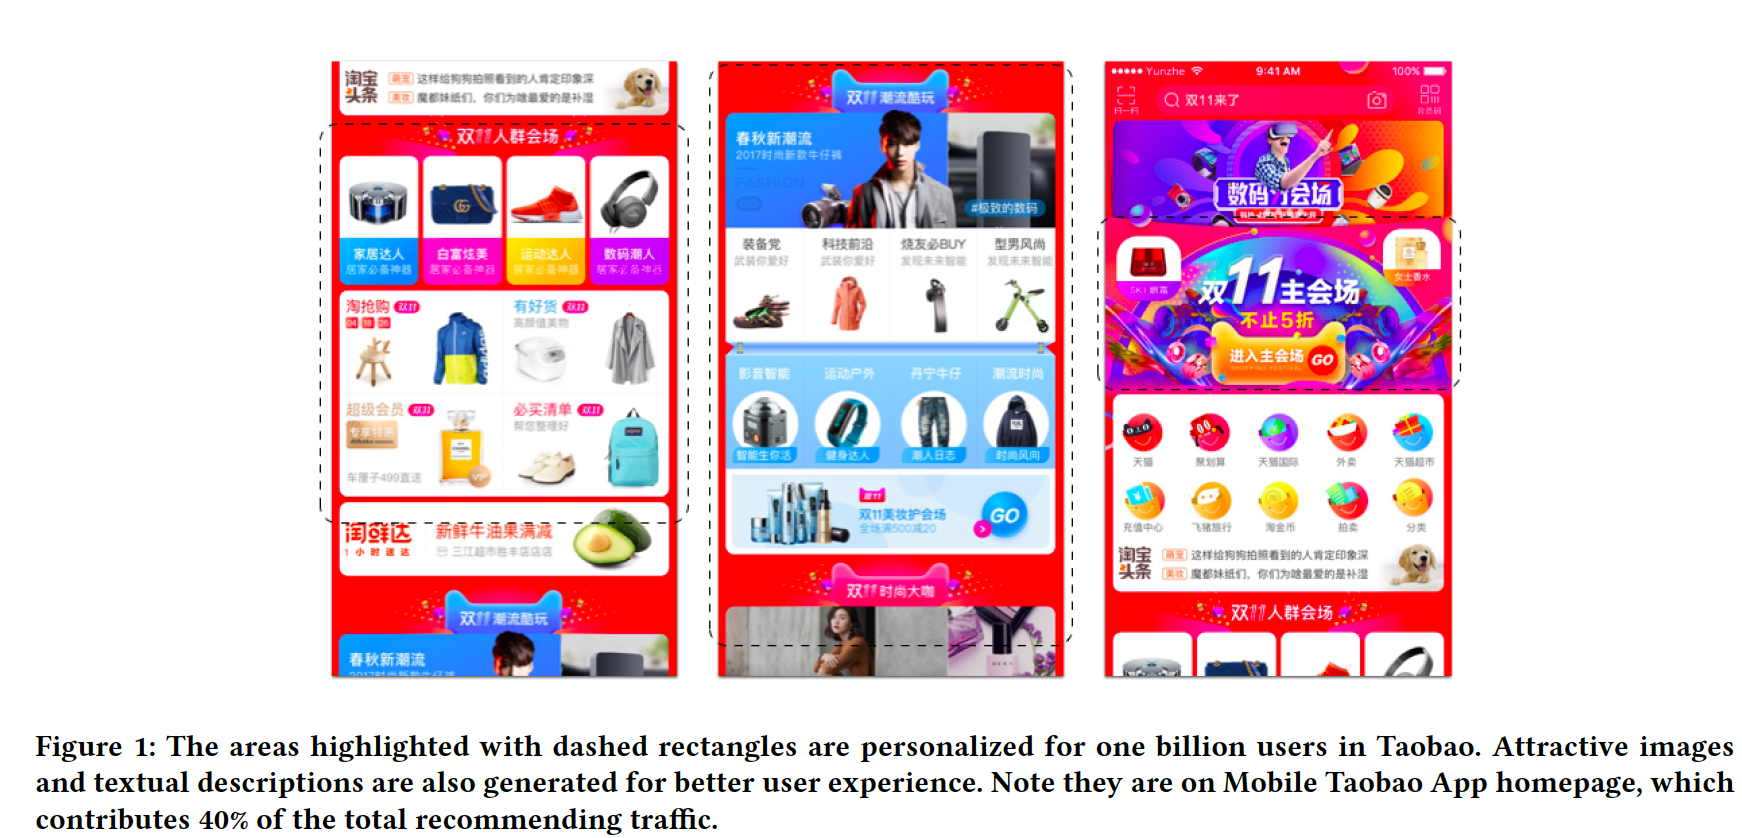 淘宝
头条
萌宠 这样给狗狗拍照看到的人肯定印象深
美妆 魔都妹纸们，你们为啥最爱的是补湿
双11人群会场
家居达人
居家必备神器
白富炫美
居家必备神器
运动达人
居家必备神器
数码潮人
居家必备神器
淘抢购 双11
有好货 双11
高颜值美物
超级会员 双11
专享特惠
Alibaba
车厘子499直送
VIP
必买清单 双11
帮您整理好
淘鲜达
1小时送达
新鲜牛油果满减
三江超市胜丰店店店
双11潮流酷玩
春秋新潮流
2017时尚新款牛仔裤
双11潮流酷玩
春秋新潮流
2017时尚新款牛仔裤
FASHION
GO
#极致的数码
装备党
武装你爱好
科技前沿
武装你爱好
烧友必BUY
发现未来智能
型男风尚
发现未来智能
影音智能
运动户外
丹宁牛仔
潮流时尚
智能生你活
健身达人
潮人日志
时尚风向
双11
双11美妆护会场
全场满500减20
GO
双11时尚大咖
Yunzhe
9:41 AM
100%
扫一扫
双11来了
会员码
数码力会场
SK-II 眼霜
女士香水
双11主会场
不止5折
进入主会场
SHOPPING FESTIVAL
GO
天猫
聚划算
天猫国际
外卖
天猫超市
充值中心
飞猪旅行
淘金币
拍卖
分类
淘宝
头条
萌宠 这样给狗狗拍照看到的人肯定印象深
美妆 魔都妹纸们，你们为啥最爱的是补湿
双11人群会场
Figure 1: The areas highlighted with dashed rectangles are personalized for one billion users in Taobao. Attractive images
and textual descriptions are also generated for better user experience. Note they are on Mobile Taobao App homepage, which
contributes 40% of the total recommending traffic.